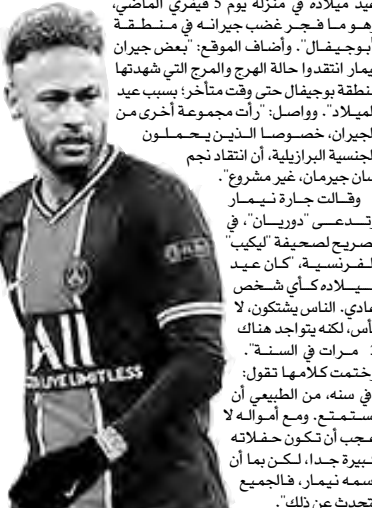 عيد ميلاده في منزله يوم 5 فيفري الماضي،
وهو ما فجر غضب جيرانه في منطقة
بوجيفال". وأضاف الموقع: "بعض جيران
نيمار انتقدوا حالة الهرج والمرج التي شهدتها
منطقة بوجيفال حتى وقت متأخر؛ بسبب عيد
الميلاد". وواصل: "رأت مجموعة أخرى من
الجيران، خصوصا الذين يحملون
الجنسية البرازيلية، أن انتقاد نجم
سان جيرمان، غير مشروع".
وقالت جارة نيمار
وتدعى "دوريان"، في
تصريح لصحيفة "ليكيب"
الفرنسية، "كان عيد
ميلاده كأي شخص
عادي. الناس يشتكون، لا
بأس، لكنه يتواجد هناك
مرات في السنة".
وختمت كلامها تقول:
"في سنه، من الطبيعي أن
يستمتع. ومع أمواله لا
عجب أن تكون حفلاته
كبيرة جدا، لكن بما أن
اسمه نيمار، فالجميع
يتحدث عن ذلك".
ALL
LIVE LIMITLESS